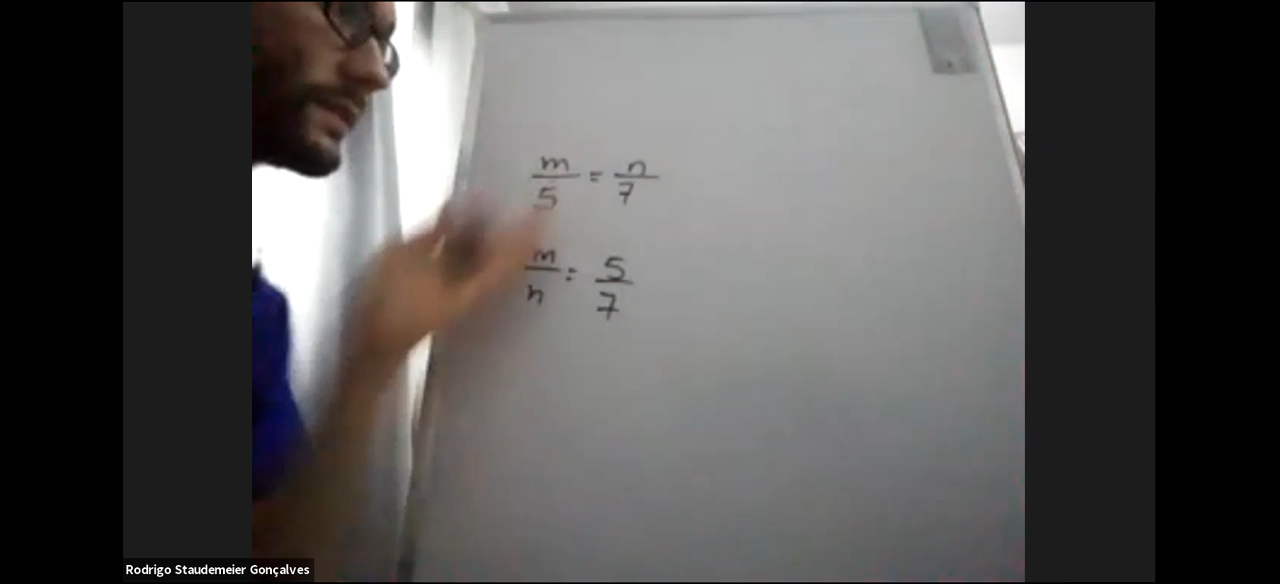 m/5 = n/7
m/n = 5/7
Rodrigo Staudemeier Gonçalves